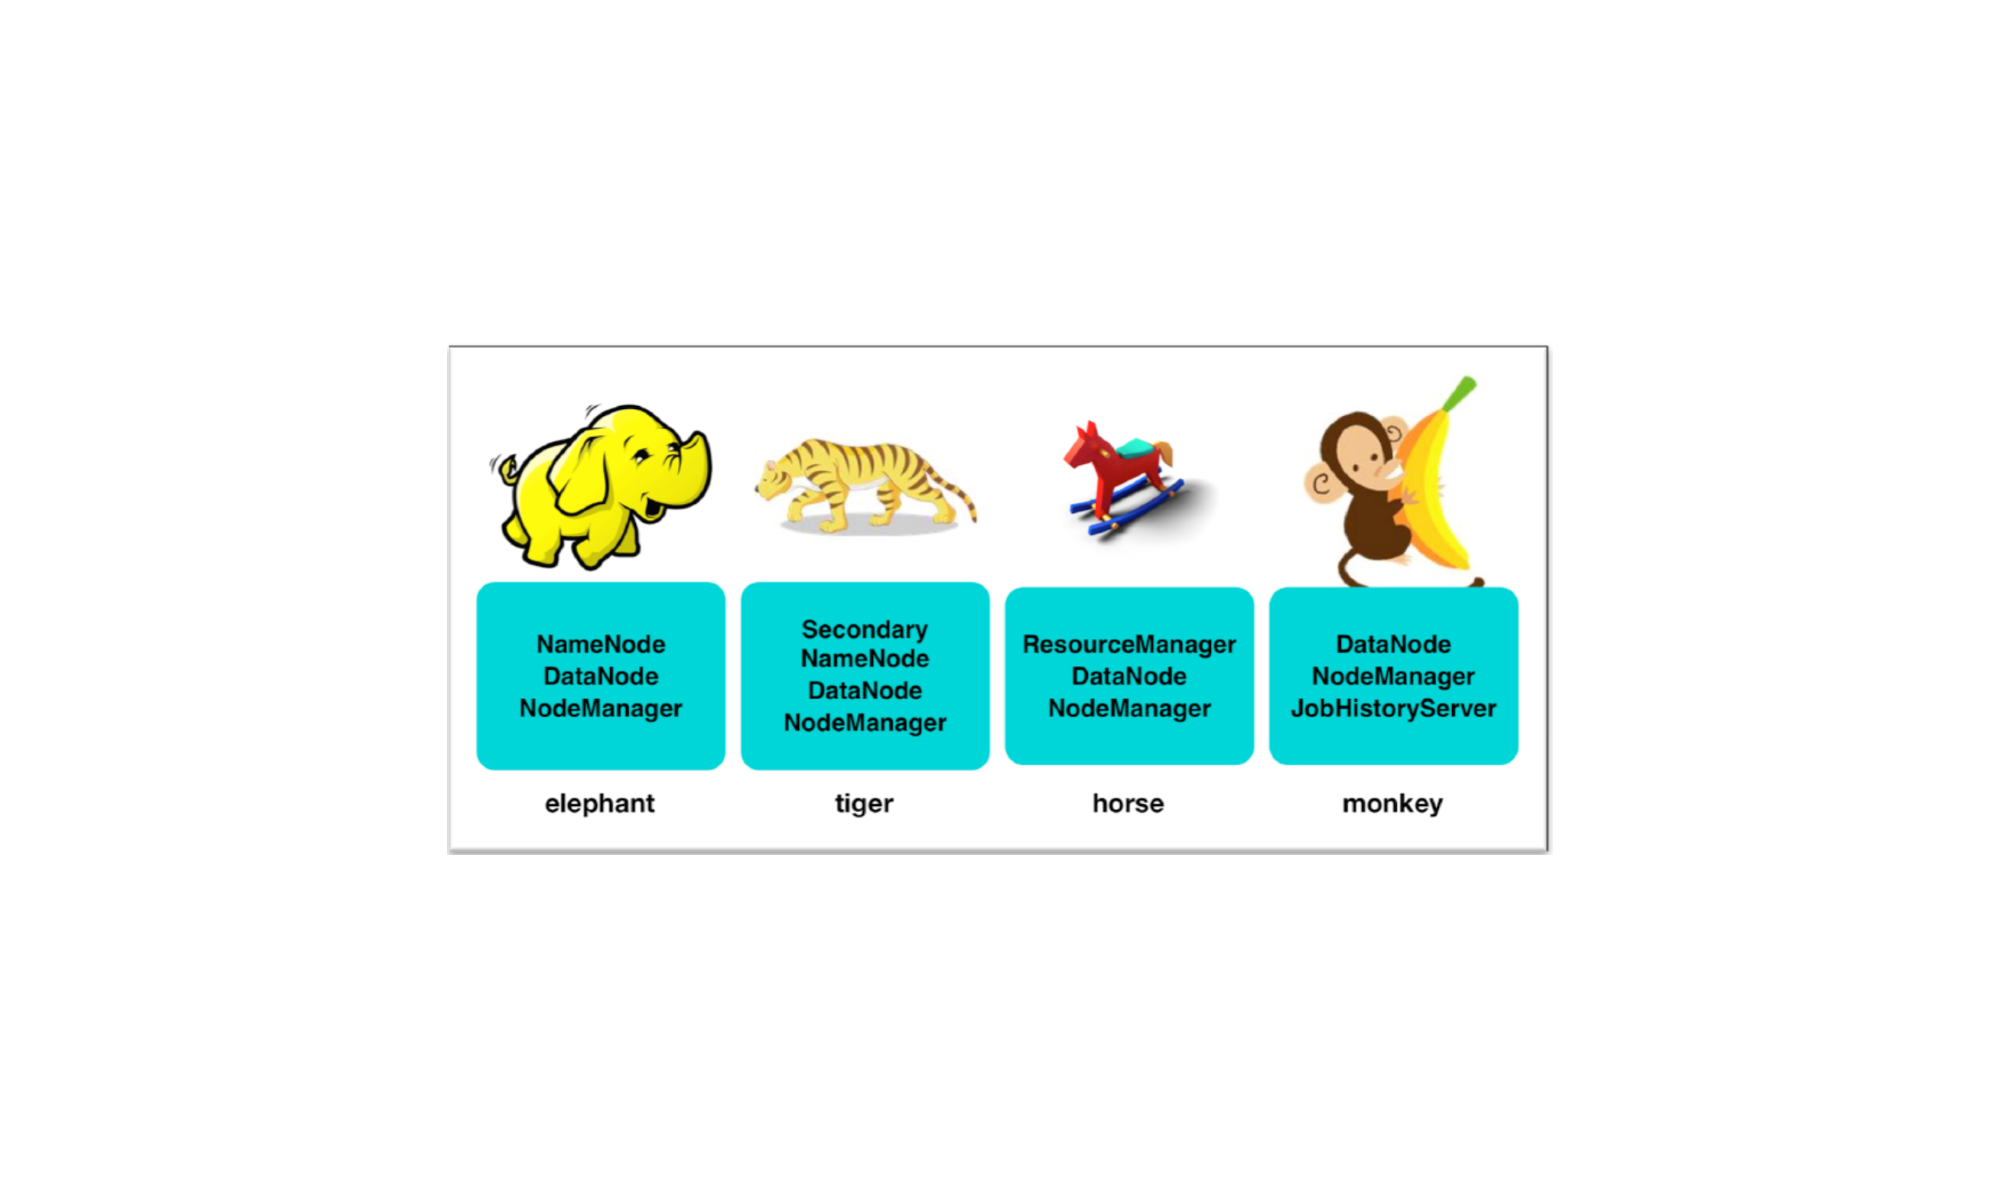 NameNode
DataNode
NodeManager
elephant
Secondary
NameNode
DataNode
NodeManager
tiger
ResourceManager
DataNode
NodeManager
horse
DataNode
NodeManager
JobHistoryServer
monkey